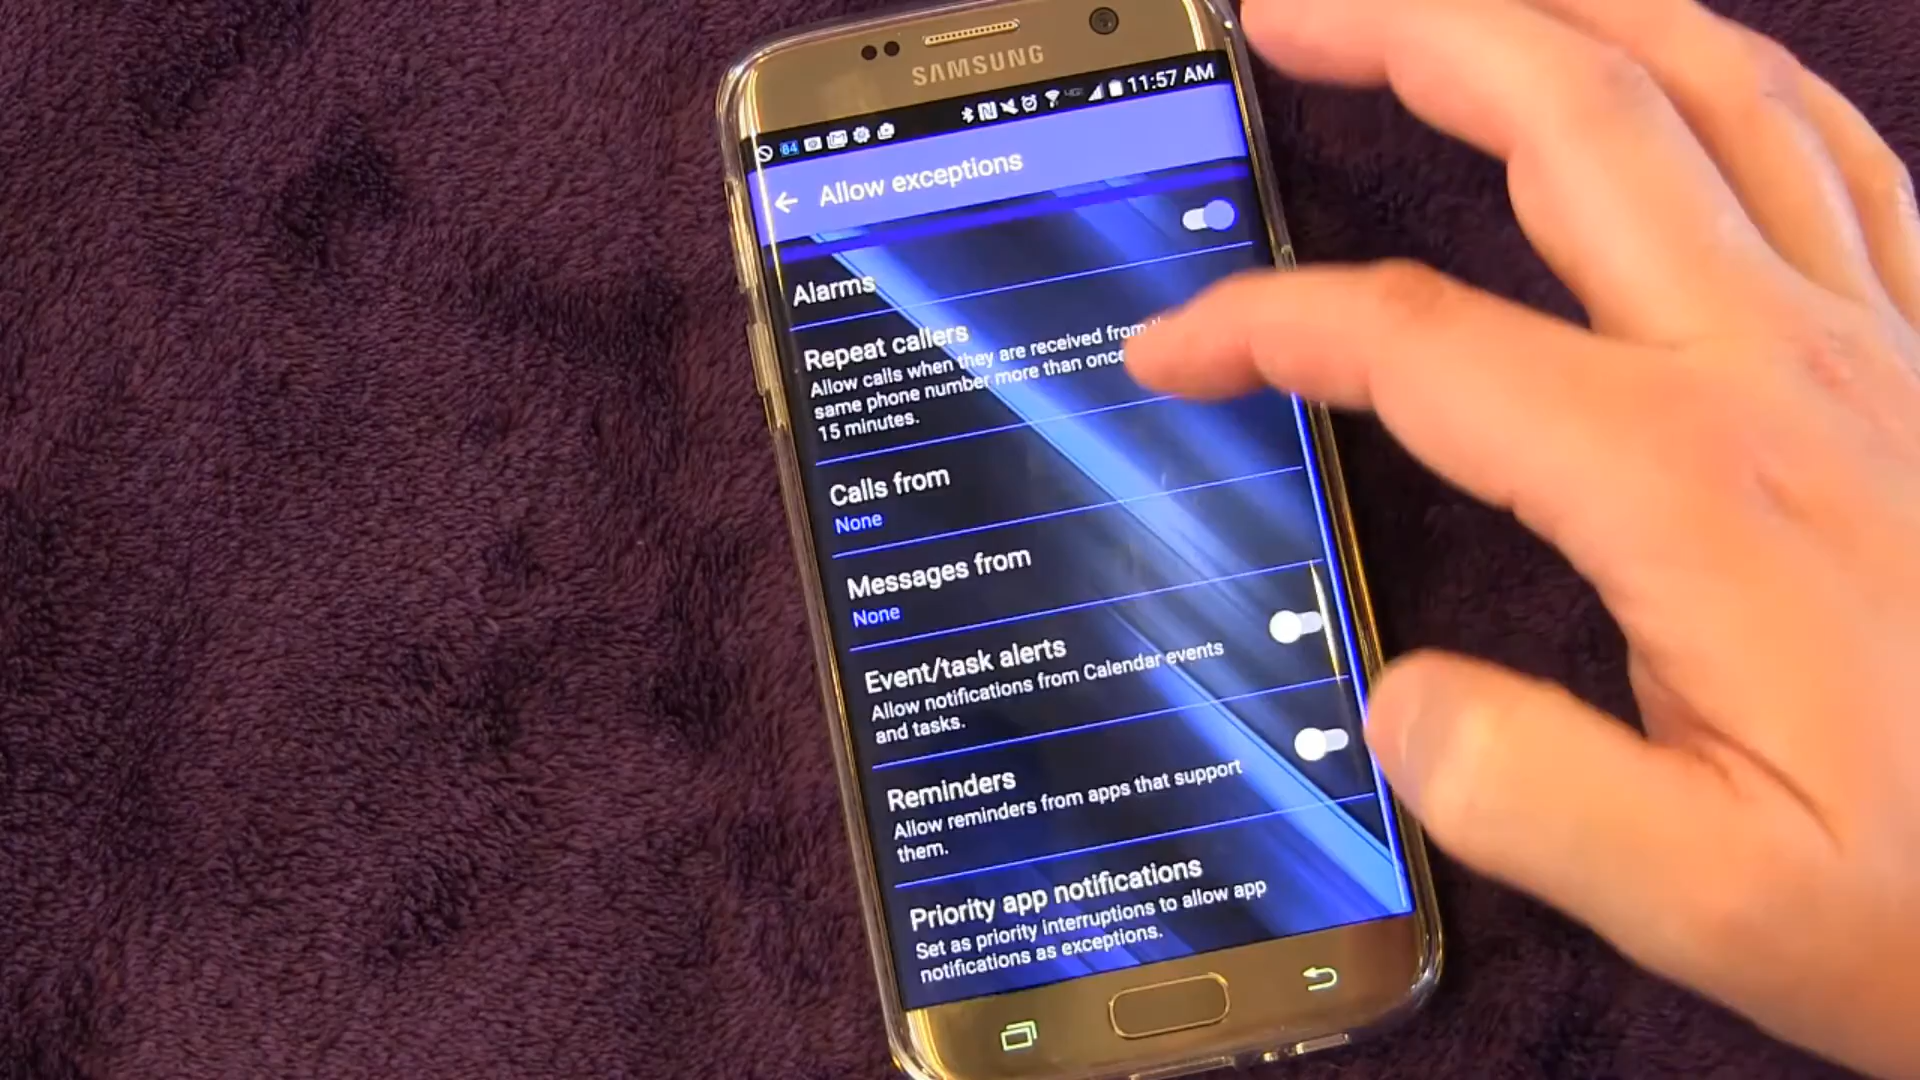 SAMSUNG
84
11:57 AM
Allow exceptions
Alarms
Repeat callers
Allow calls when they are received from
same phone number more than once
15 minutes.
Calls from
None
Messages from
None
Event/task alerts
Allow notifications from Calendar events
and tasks.
Reminders
Allow reminders from apps that support
them.
Priority app notifications
Set as priority interruptions to allow app
notifications as exceptions.